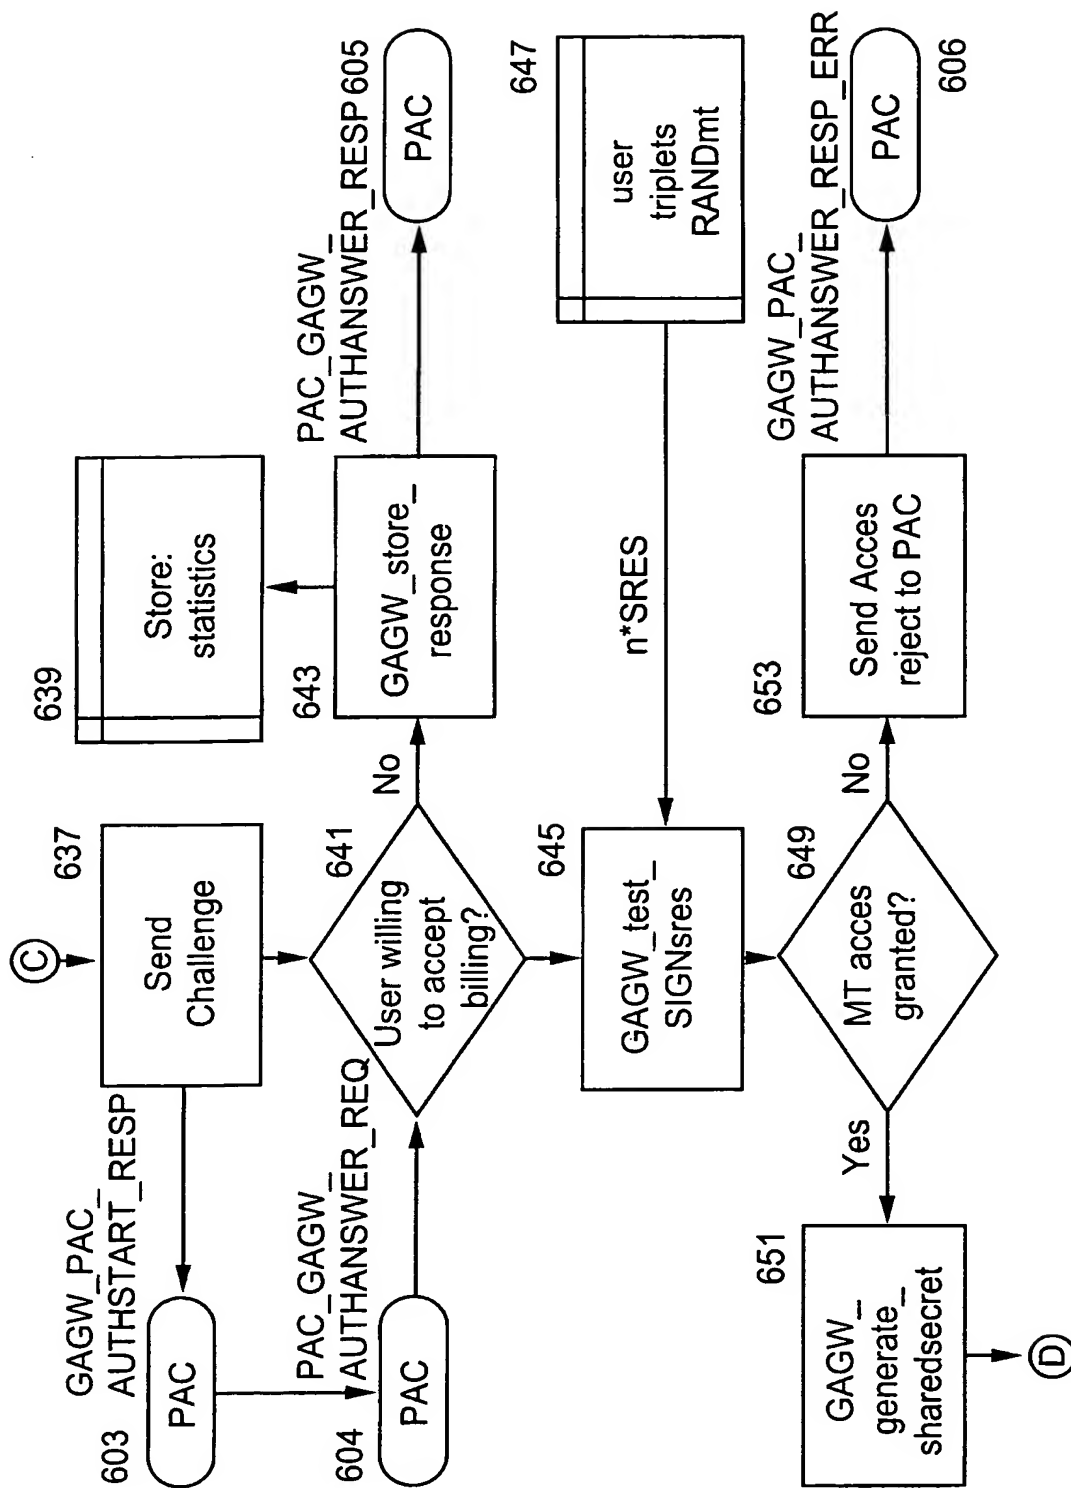 C
637
Send
Challenge
GAGW_PAC_
AUTHSTART_RESP
603
PAC
604
PAC
PAC_GAGW_
AUTHANSWER_REQ
641
User willing
to accept
billing?
No
643
GAGW_store_
response
639
Store:
statistics
PAC_GAGW_
AUTHANSWER_RESP
605
PAC
645
GAGW_test_
SIGNsres
n*SRES
647
user
triplets
RANDmt
649
MT acces
granted?
No
653
Send Acces
reject to PAC
GAGW_PAC_
AUTHANSWER_RESP_ERR
606
PAC
Yes
651
GAGW_
generate_
sharedsecret
D